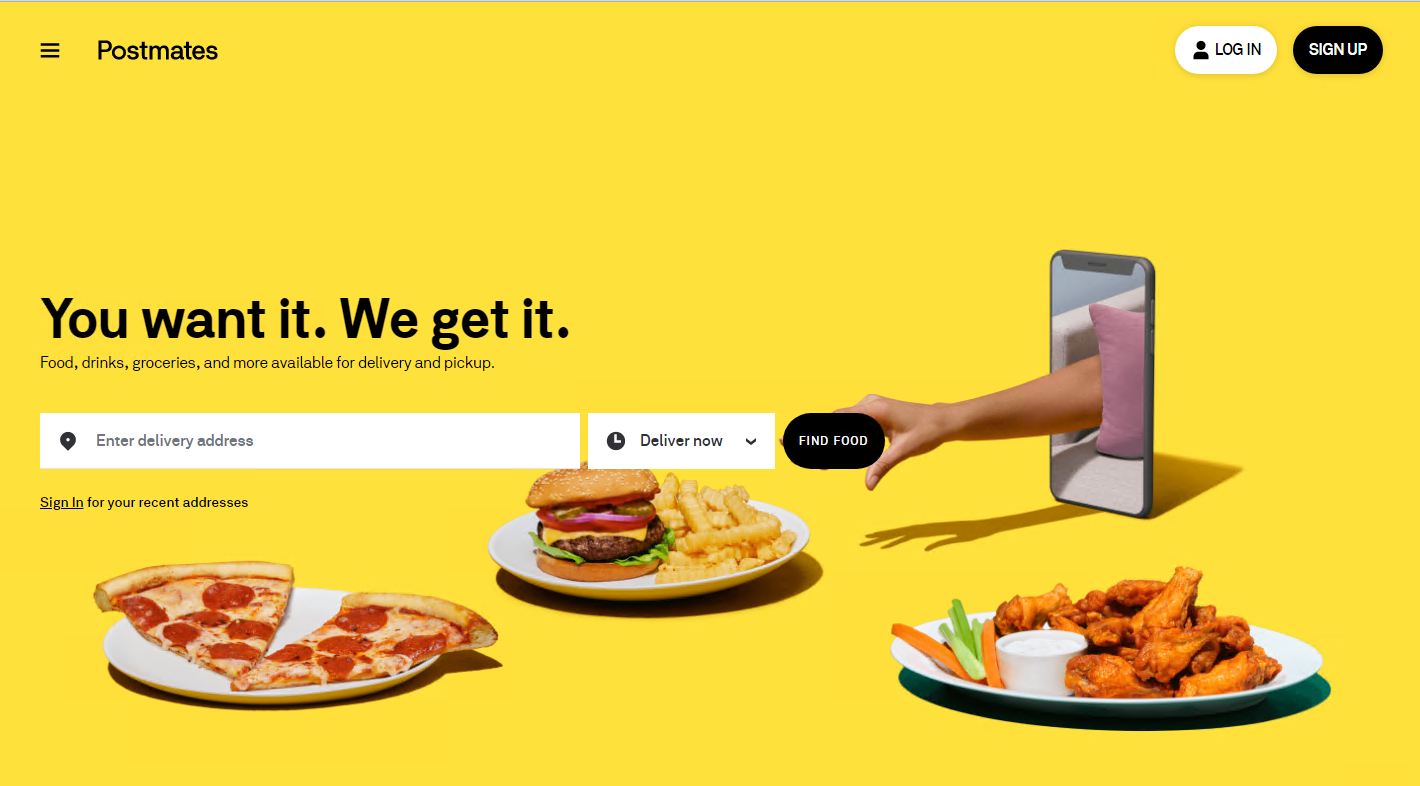 Postmates
LOG IN
SIGN UP
You want it. We get it.
Food, drinks, groceries, and more available for delivery and pickup.
Enter delivery address
Deliver now
FIND FOOD
Sign In for your recent addresses